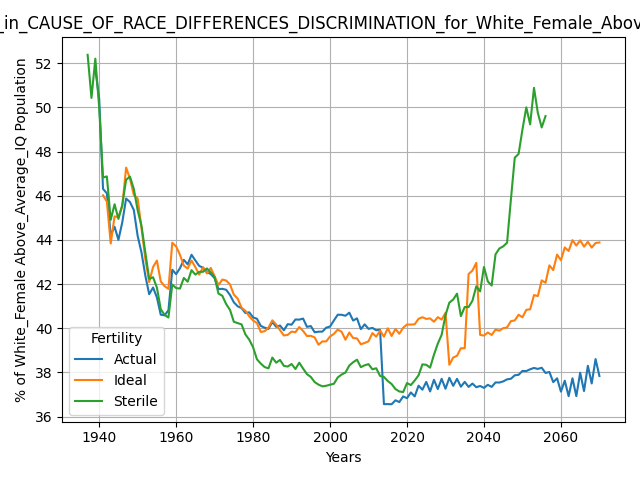 _in_CAUSE_OF_RACE_DIFFERENCES_DISCRIMINATION_for_White_Female_Above
% of White_Female Above_Average_IQ Population
52
50
48
46
44
42
40
38
36
Fertility
Actual
Ideal
Sterile
1940 1960 1980 2000 2020 2040 2060
Years